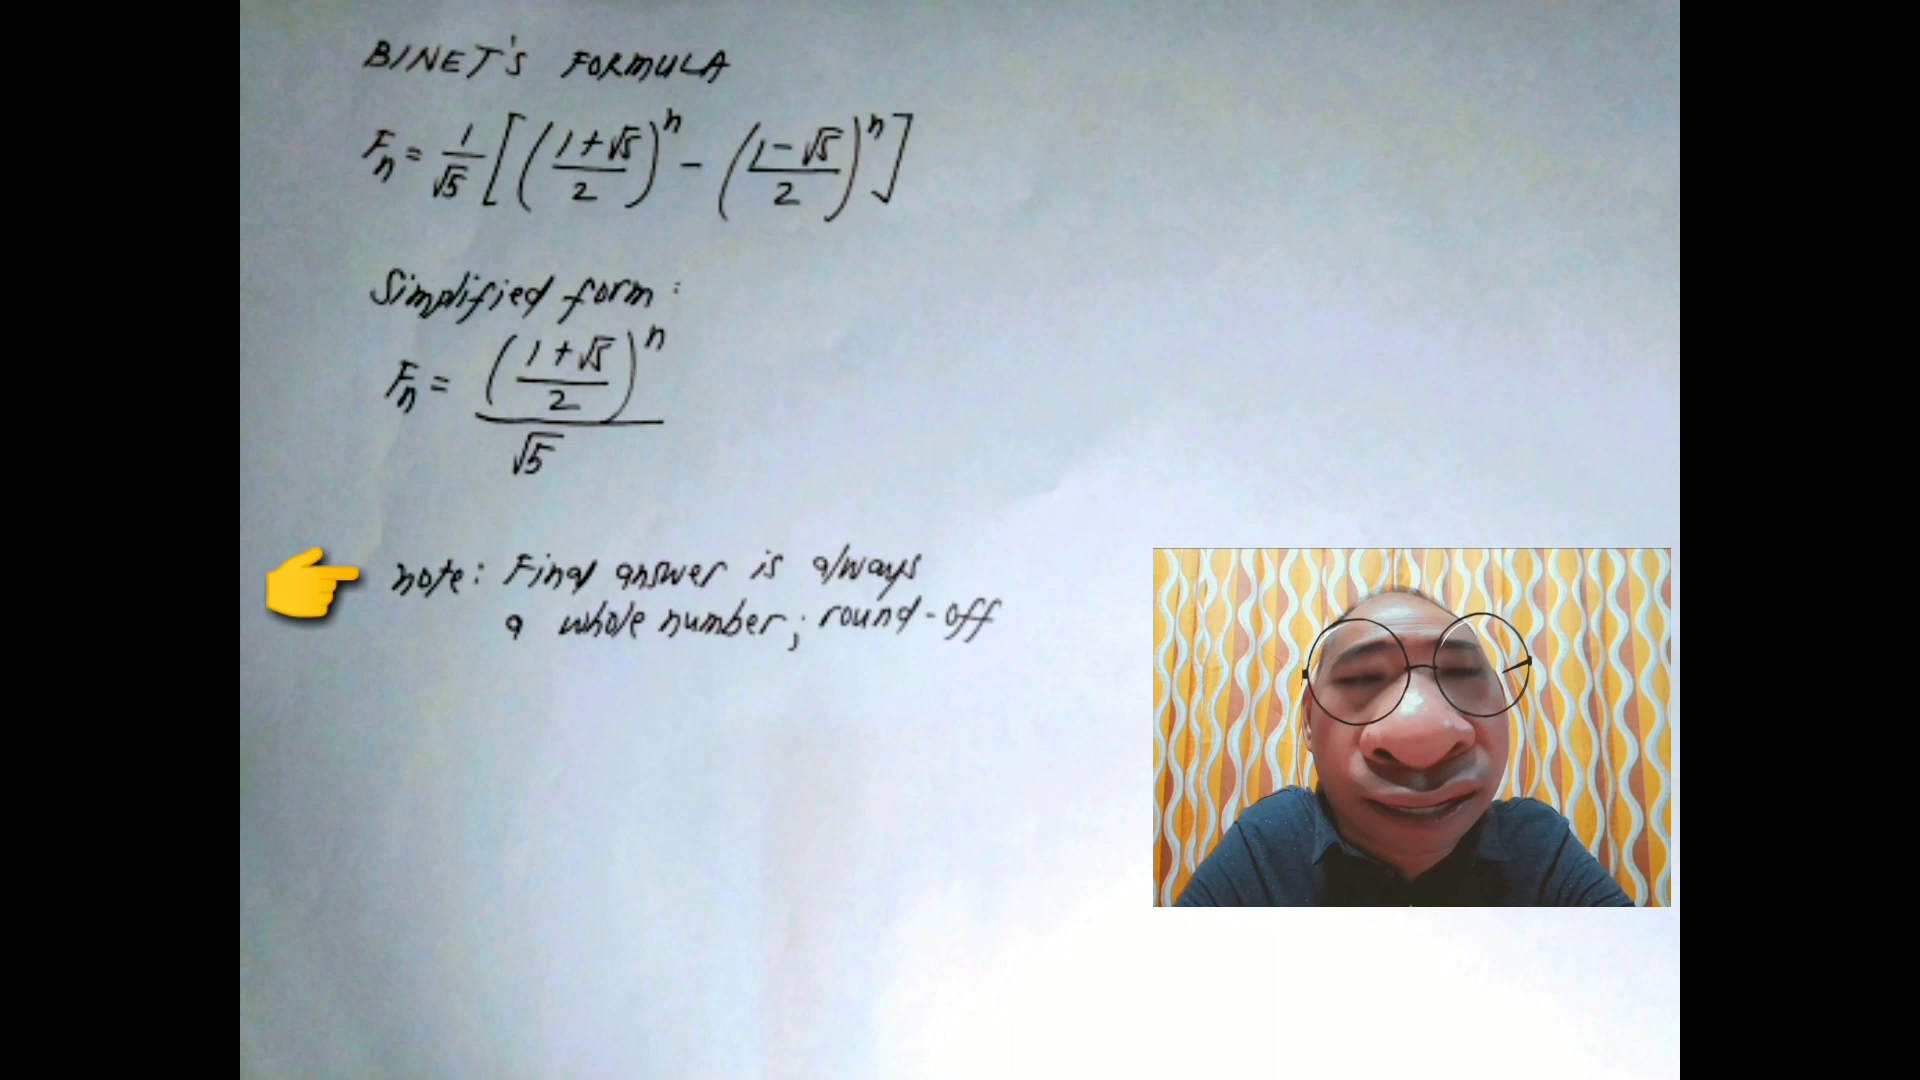 BINET'S FORMULA
Fn = 1/√5 [((1+√5)/2)^n - ((1-√5)/2)^n]
Simplified form:
Fn = ((1+√5)/2)^n / √5
note: Final answer is always
a whole number; round-off